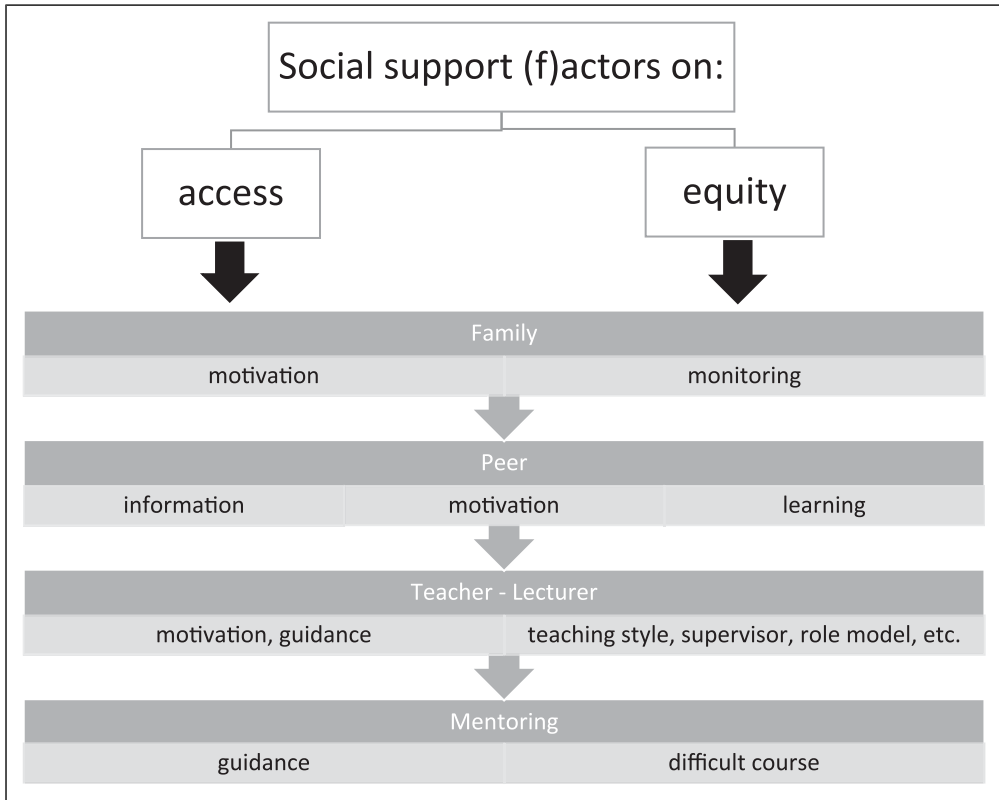 Social support (f)actors on:
access
equity
Family
motivation
monitoring
Peer
information
motivation
learning
Teacher - Lecturer
motivation, guidance
teaching style, supervisor, role model, etc.
Mentoring
guidance
difficult course